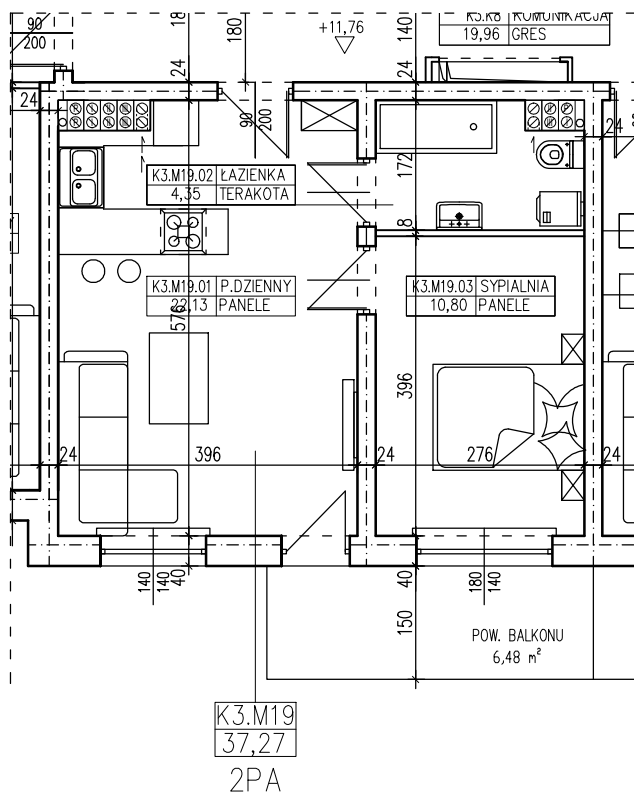 90
200
18
180
+11,76
140
K3.K8 KOMUNIKACJA
19,96 GRES
24
24
24
90
200
24
K3.M19.02 ŁAZIENKA
4,35 TERAKOTA
172
8
K3.M19.01 P.DZIENNY
22,13 PANELE
576
K3.M19.03 SYPIALNIA
10,80 PANELE
396
24
396
24
276
24
140
140
40
40
180
140
150
POW. BALKONU
6,48 m²
K3.M19
37,27
2PA